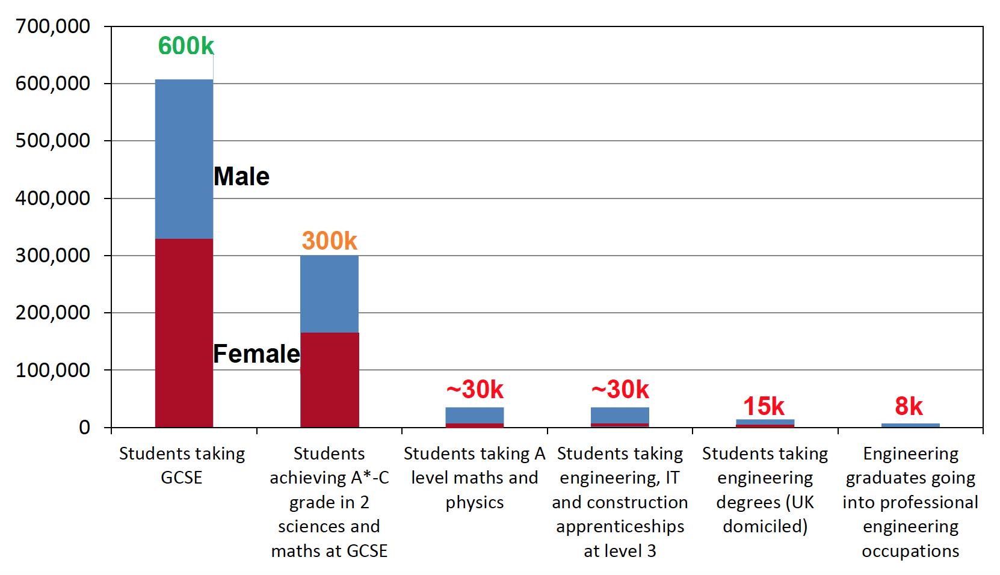 700,000
600,000
500,000
400,000
300,000
200,000
100,000
0
600k
Male
Female
300k
~30k
~30k
15k
8k
Students taking
GCSE
Students
achieving A*-C
grade in 2
sciences and
maths at GCSE
Students taking A
level maths and
physics
Students taking
engineering, IT
and construction
apprenticeships
at level 3
Students taking
engineering
degrees (UK
domiciled)
Engineering
graduates going
into professional
engineering
occupations